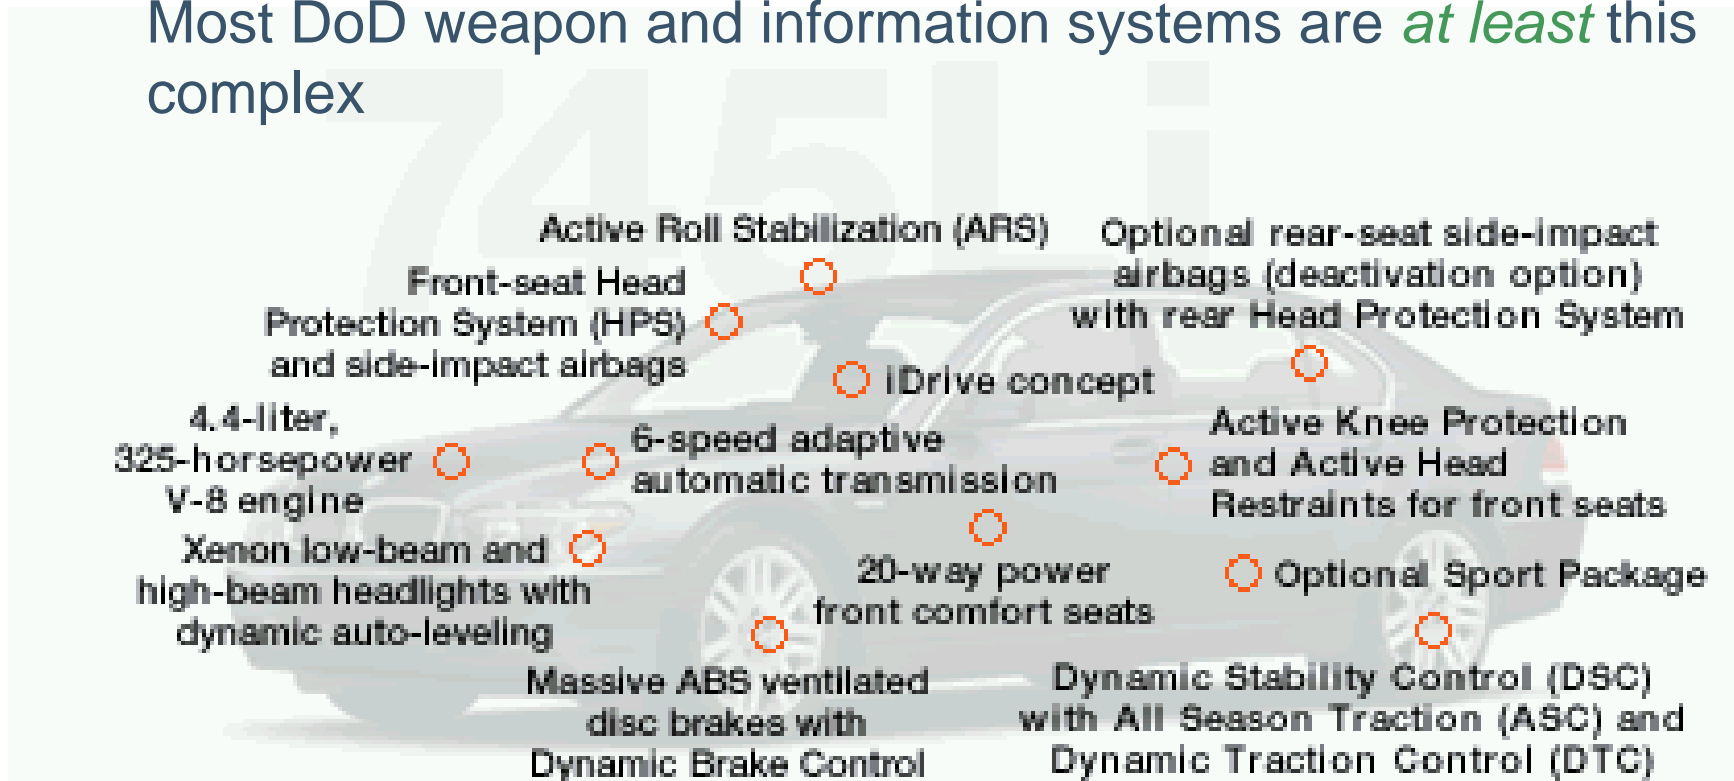 Most DoD weapon and information systems are at least this
complex
745Li
Active Roll Stabilization (ARS)
Optional rear-seat side-impact
airbags (deactivation option)
with rear Head Protection System
Front-seat Head
Protection System (HPS)
and side-impact airbags
iDrive concept
4.4-liter,
325-horsepower
V-8 engine
6-speed adaptive
automatic transmission
Active Knee Protection
and Active Head
Restraints for front seats
Xenon low-beam and
high-beam headlights with
dynamic auto-leveling
20-way power
front comfort seats
Optional Sport Package
Massive ABS ventilated
disc brakes with
Dynamic Brake Control
Dynamic Stability Control (DSC)
with All Season Traction (ASC) and
Dynamic Traction Control (DTC)